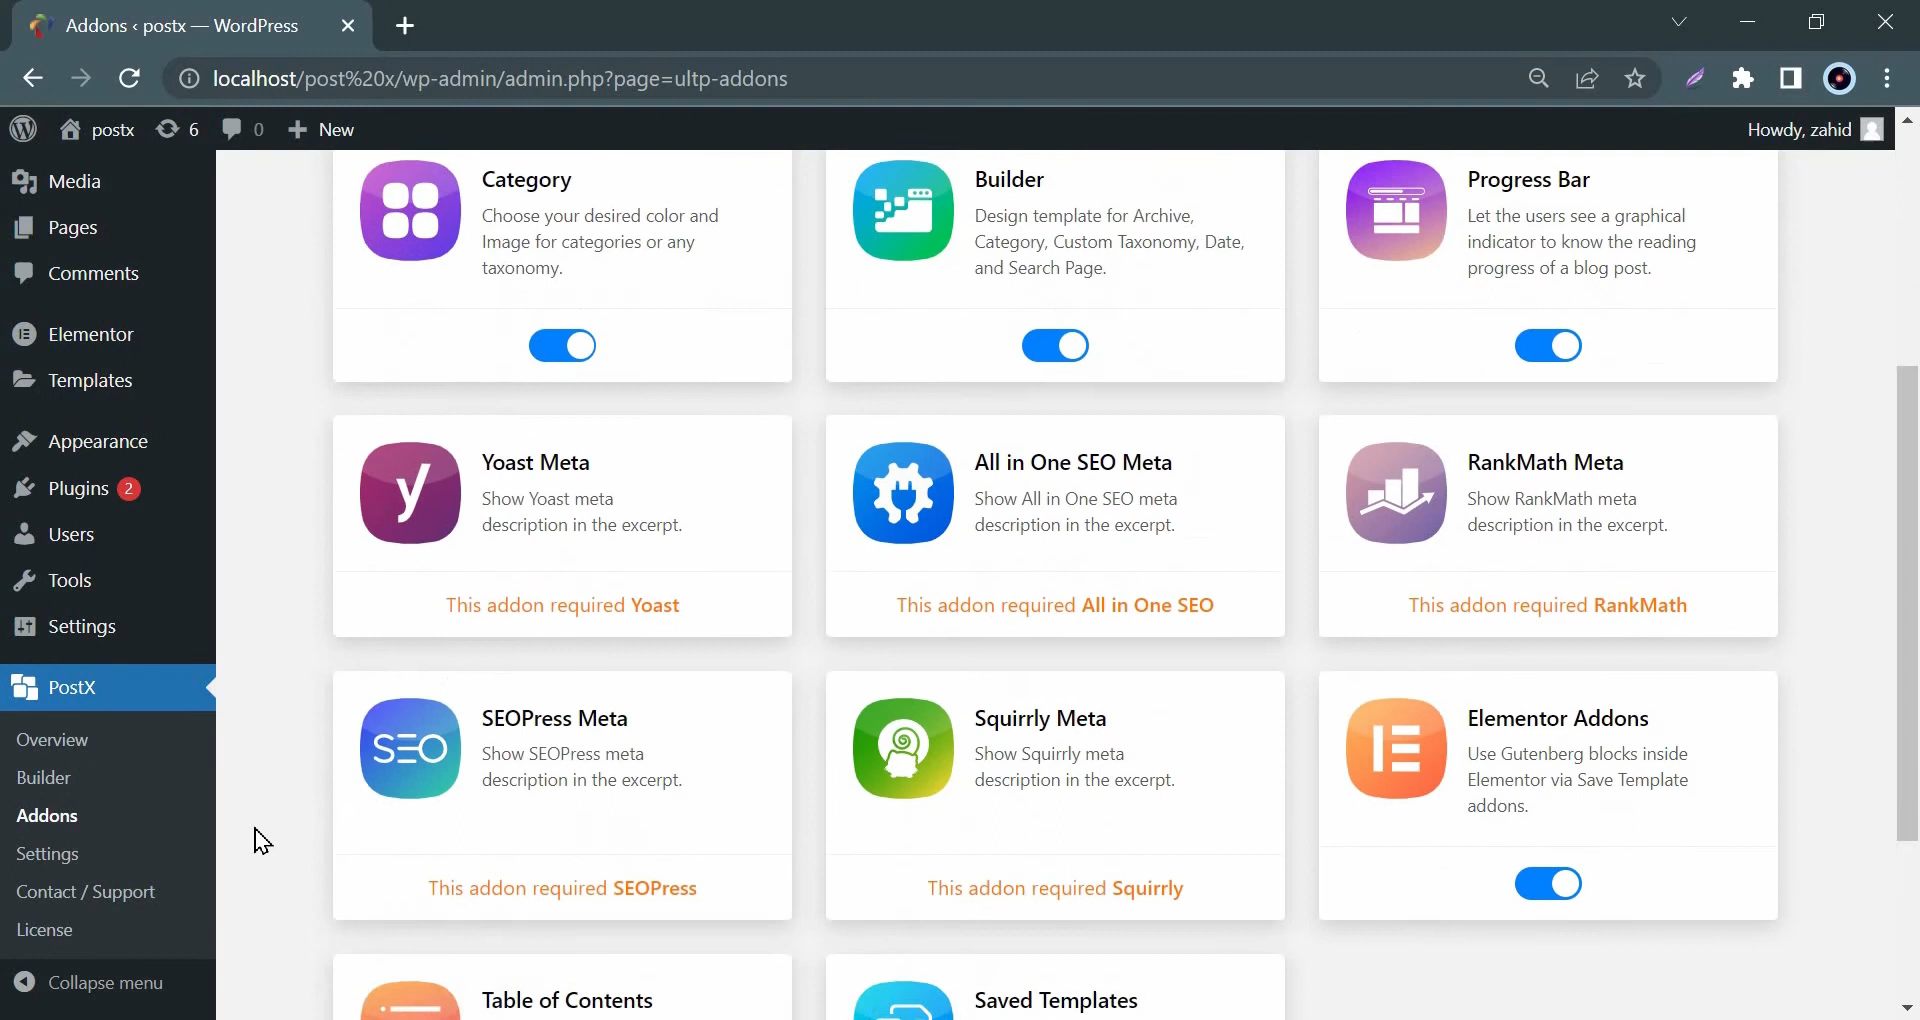 Addons ‹ postx — WordPress
localhost/post%20x/wp-admin/admin.php?page=ultp-addons
postx
6
0
New
Howdy, zahid
Media
Pages
Comments
Elementor
Templates
Appearance
Plugins 2
Users
Tools
Settings
PostX
Overview
Builder
Addons
Settings
Contact / Support
License
Collapse menu
Category
Choose your desired color and
Image for categories or any
taxonomy.
Builder
Design template for Archive,
Category, Custom Taxonomy, Date,
and Search Page.
Progress Bar
Let the users see a graphical
indicator to know the reading
progress of a blog post.
y
Yoast Meta
Show Yoast meta
description in the excerpt.
This addon required Yoast
All in One SEO Meta
Show All in One SEO meta
description in the excerpt.
This addon required All in One SEO
RankMath Meta
Show RankMath meta
description in the excerpt.
This addon required RankMath
SEO
SEOPress Meta
Show SEOPress meta
description in the excerpt.
This addon required SEOPress
Squirrly Meta
Show Squirrly meta
description in the excerpt.
This addon required Squirrly
Elementor Addons
Use Gutenberg blocks inside
Elementor via Save Template
addons.
Table of Contents
Saved Templates